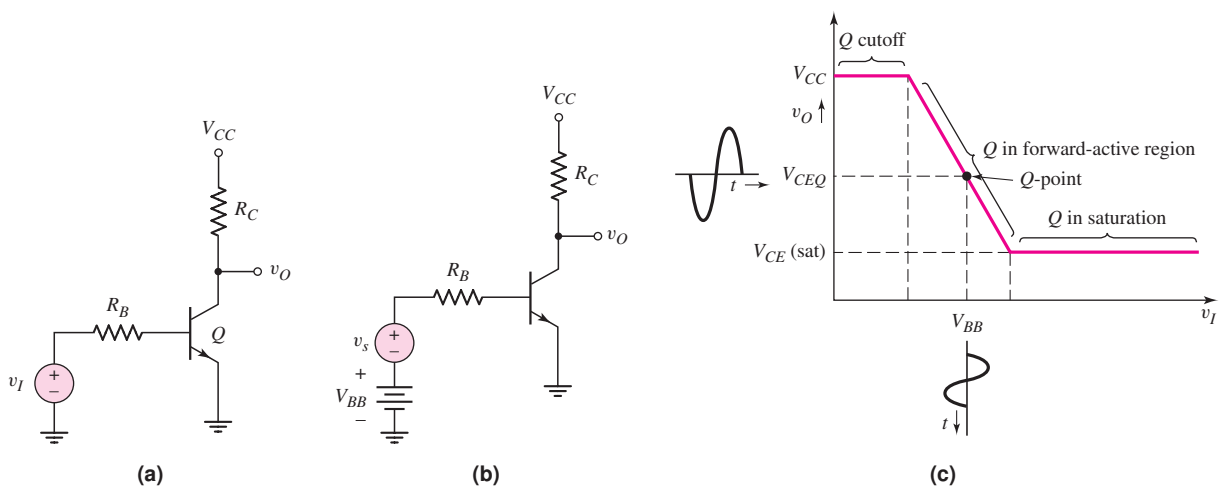 V_CC
R_C
v_O
R_B
Q
v_I
+
−
(a)
V_CC
R_C
v_O
R_B
v_s
+
−
+
V_BB
−
(b)
Q cutoff
V_CC
v_O
Q in forward-active region
t
V_CEQ
Q-point
Q in saturation
V_CE (sat)
V_BB
v_I
t
(c)